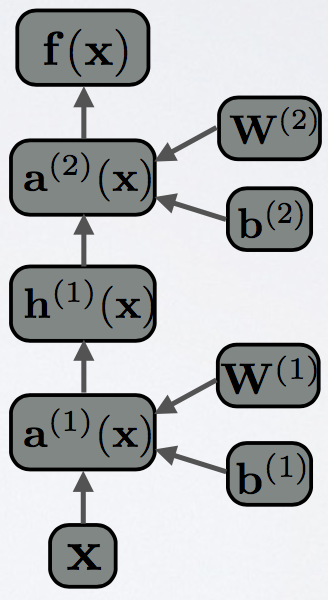 f(x)
W⁽²⁾
a⁽²⁾(x)
b⁽²⁾
h⁽¹⁾(x)
W⁽¹⁾
a⁽¹⁾(x)
b⁽¹⁾
x